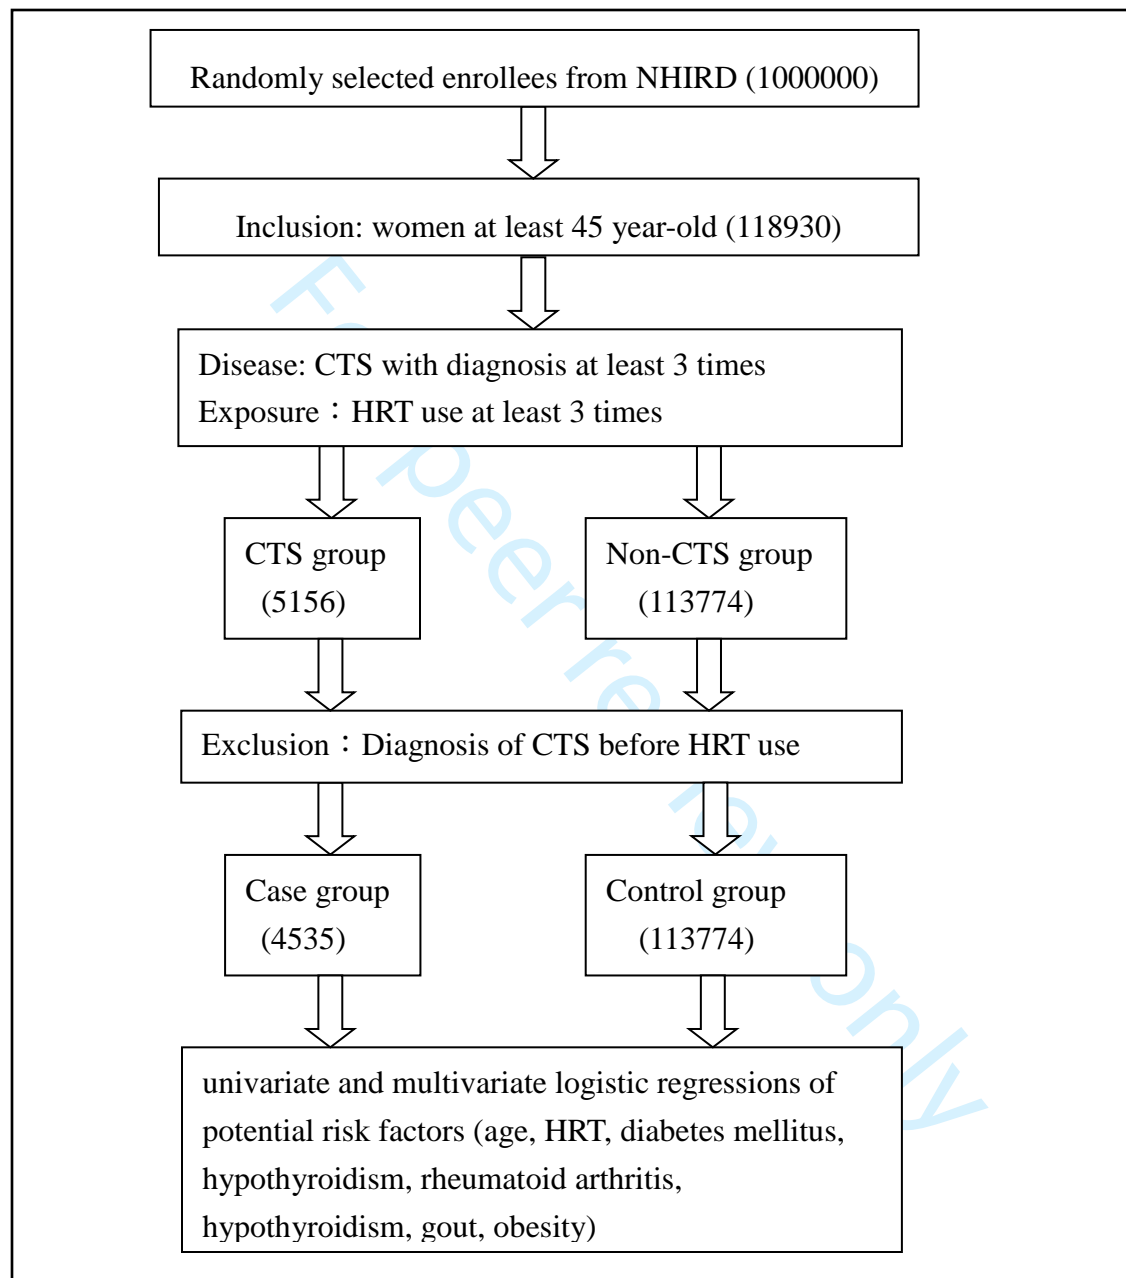 Randomly selected enrollees from NHIRD (1000000)
Inclusion: women at least 45 year-old (118930)
Disease: CTS with diagnosis at least 3 times
Exposure：HRT use at least 3 times
CTS group
(5156)
Non-CTS group
(113774)
Exclusion：Diagnosis of CTS before HRT use
Case group
(4535)
Control group
(113774)
univariate and multivariate logistic regressions of
potential risk factors (age, HRT, diabetes mellitus,
hypothyroidism, rheumatoid arthritis,
hypothyroidism, gout, obesity)
For peer review only